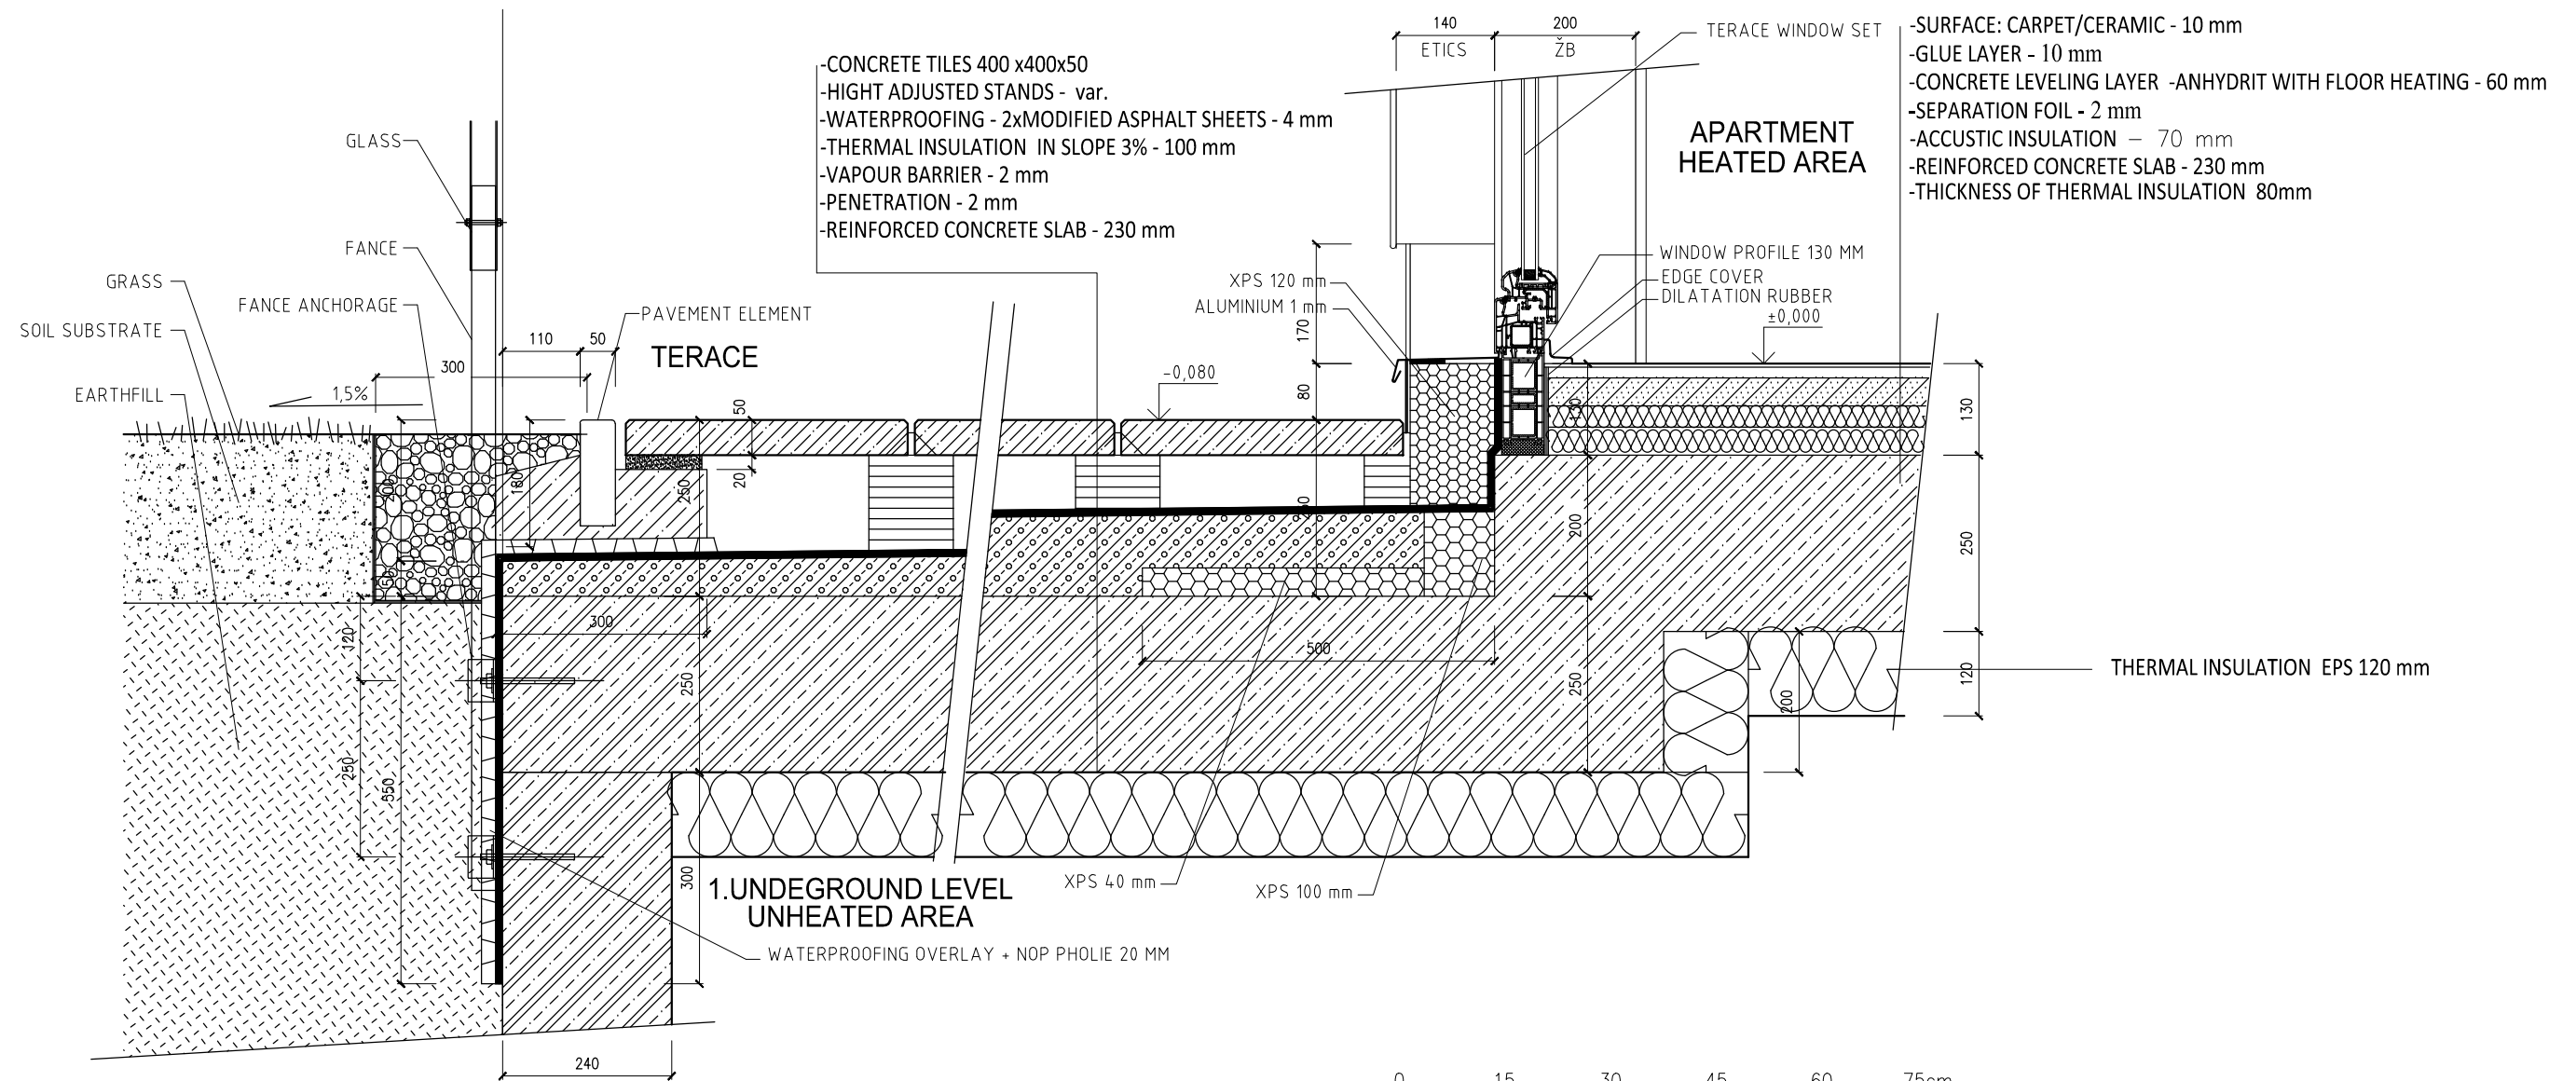 -CONCRETE TILES 400 x400x50
-HIGHT ADJUSTED STANDS - var.
-WATERPROOFING - 2xMODIFIED ASPHALT SHEETS - 4 mm
-THERMAL INSULATION IN SLOPE 3% - 100 mm
-VAPOUR BARRIER - 2 mm
-PENETRATION - 2 mm
-REINFORCED CONCRETE SLAB - 230 mm
140
200
ETICS
ŽB
TERACE WINDOW SET
-SURFACE: CARPET/CERAMIC - 10 mm
-GLUE LAYER - 10 mm
-CONCRETE LEVELING LAYER -ANHYDRIT WITH FLOOR HEATING - 60 mm
-SEPARATION FOIL - 2 mm
-ACCUSTIC INSULATION – 70 mm
-REINFORCED CONCRETE SLAB - 230 mm
-THICKNESS OF THERMAL INSULATION 80mm
APARTMENT
HEATED AREA
GLASS
FANCE
GRASS
FANCE ANCHORAGE
SOIL SUBSTRATE
EARTHFILL
PAVEMENT ELEMENT
TERACE
110
50
300
1,5%
XPS 120 mm
ALUMINIUM 1 mm
WINDOW PROFILE 130 MM
EDGE COVER
DILATATION RUBBER
±0,000
-0,080
170
80
50
20
250
180
200
50
130
130
200
250
250
120
200
120
250
550
300
250
300
500
THERMAL INSULATION EPS 120 mm
XPS 40 mm
XPS 100 mm
1.UNDEGROUND LEVEL
UNHEATED AREA
WATERPROOFING OVERLAY + NOP PHOLIE 20 MM
240
0 15 30 45 60 75cm